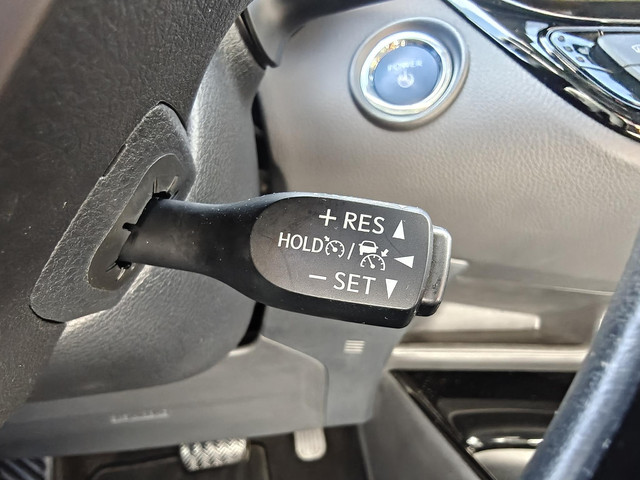 POWER
+ RES ▲
HOLD / ◀
− SET ▼